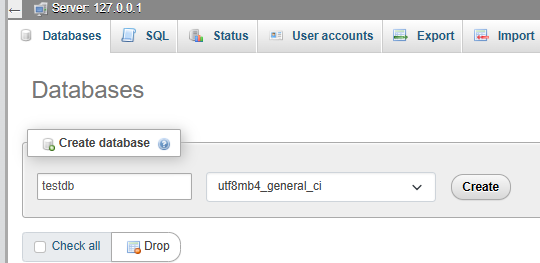 Server: 127.0.0.1
Databases SQL Status User accounts Export Import
Databases
Create database
testdb utf8mb4_general_ci Create
Check all Drop